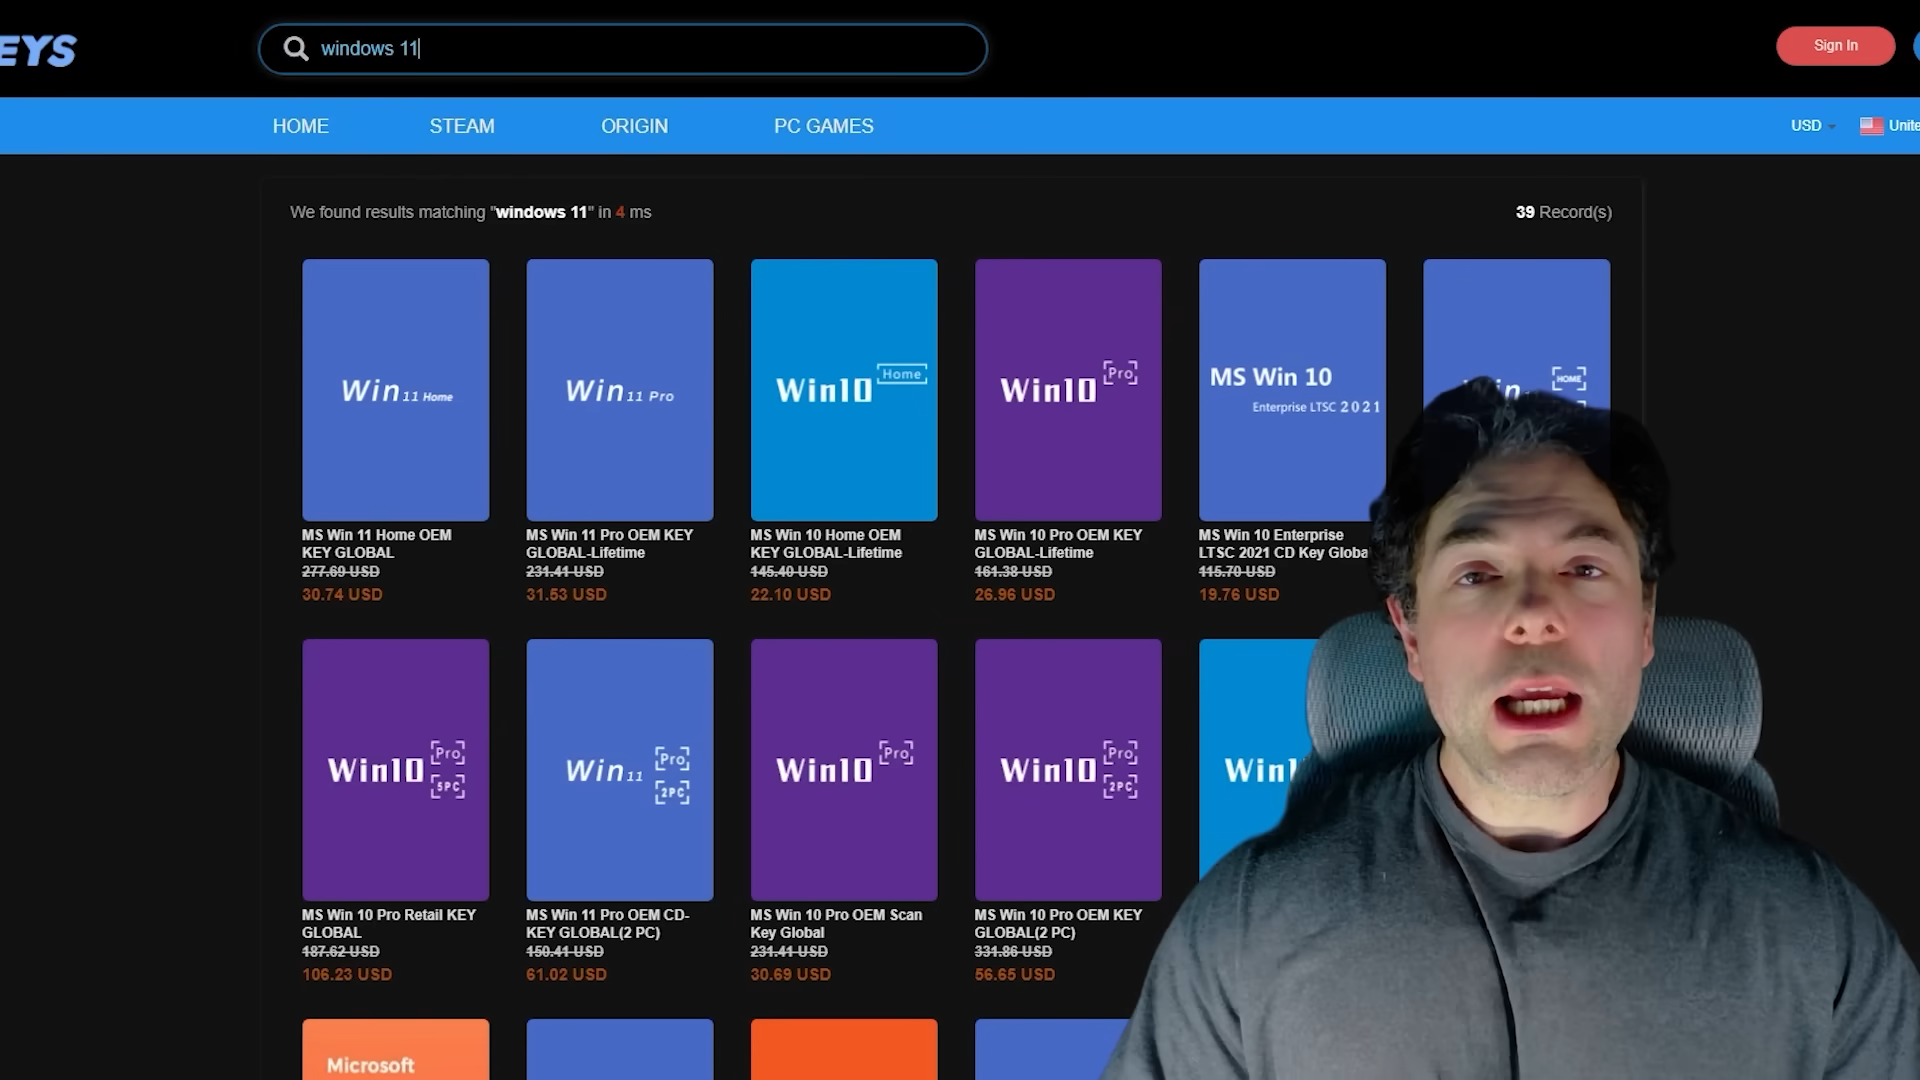 EYS
windows 11
Sign In
HOME
STEAM
ORIGIN
PC GAMES
USD
Unite
We found results matching "windows 11" in 4 ms
39 Record(s)
Win 11 Home
Win 11 Pro
Win10 Home
Win10 Pro
MS Win 10
Enterprise LTSC 2021
HOME
MS Win 11 Home OEM
KEY GLOBAL
277.69 USD
30.74 USD
MS Win 11 Pro OEM KEY
GLOBAL-Lifetime
231.41 USD
31.53 USD
MS Win 10 Home OEM
KEY GLOBAL-Lifetime
145.40 USD
22.10 USD
MS Win 10 Pro OEM KEY
GLOBAL-Lifetime
161.38 USD
26.96 USD
MS Win 10 Enterprise
LTSC 2021 CD Key Globa
115.70 USD
19.76 USD
Win10 Pro
5PC
Win 11 Pro
2PC
Win10 Pro
Win10 Pro
2PC
Win1
MS Win 10 Pro Retail KEY
GLOBAL
187.62 USD
106.23 USD
MS Win 11 Pro OEM CD-
KEY GLOBAL(2 PC)
150.41 USD
61.02 USD
MS Win 10 Pro OEM Scan
Key Global
231.41 USD
30.69 USD
MS Win 10 Pro OEM KEY
GLOBAL(2 PC)
331.86 USD
56.65 USD
Microsoft